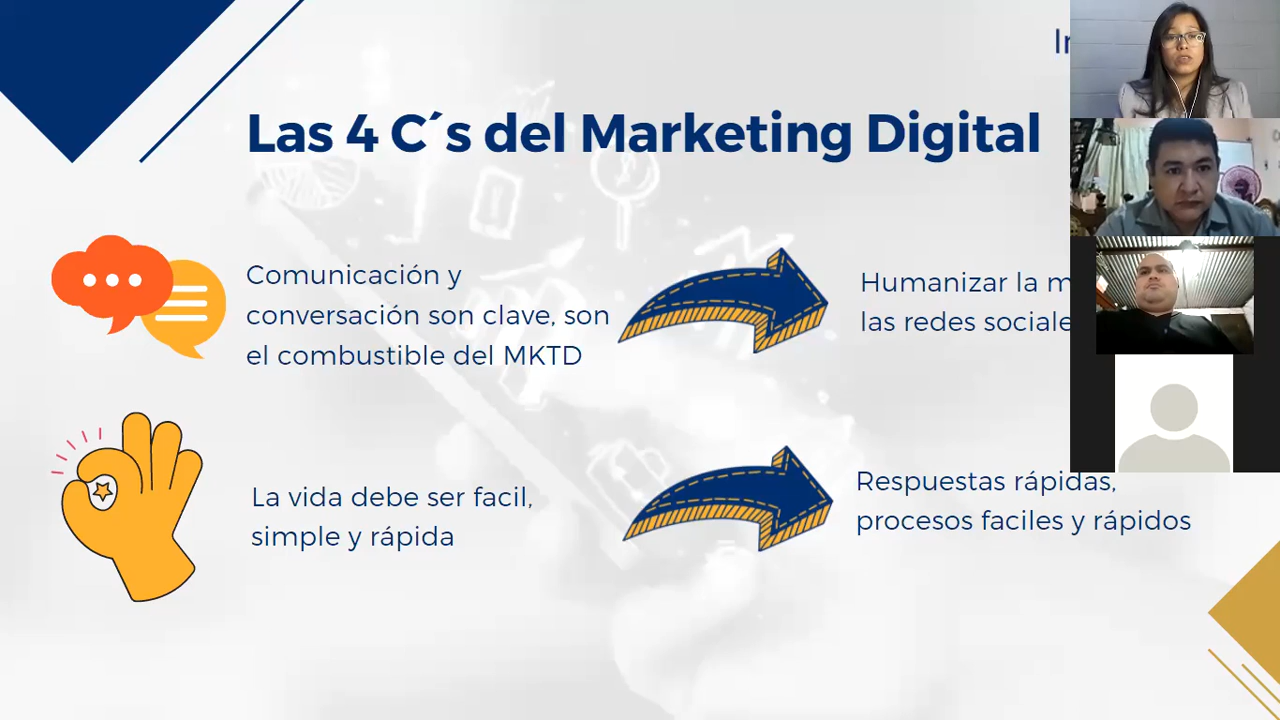 Las 4 C´s del Marketing Digital
Comunicación y
conversación son clave, son
el combustible del MKTD
Humanizar la
las redes
La vida debe ser facil,
simple y rápida
Respuestas rápidas,
procesos faciles y rápidos